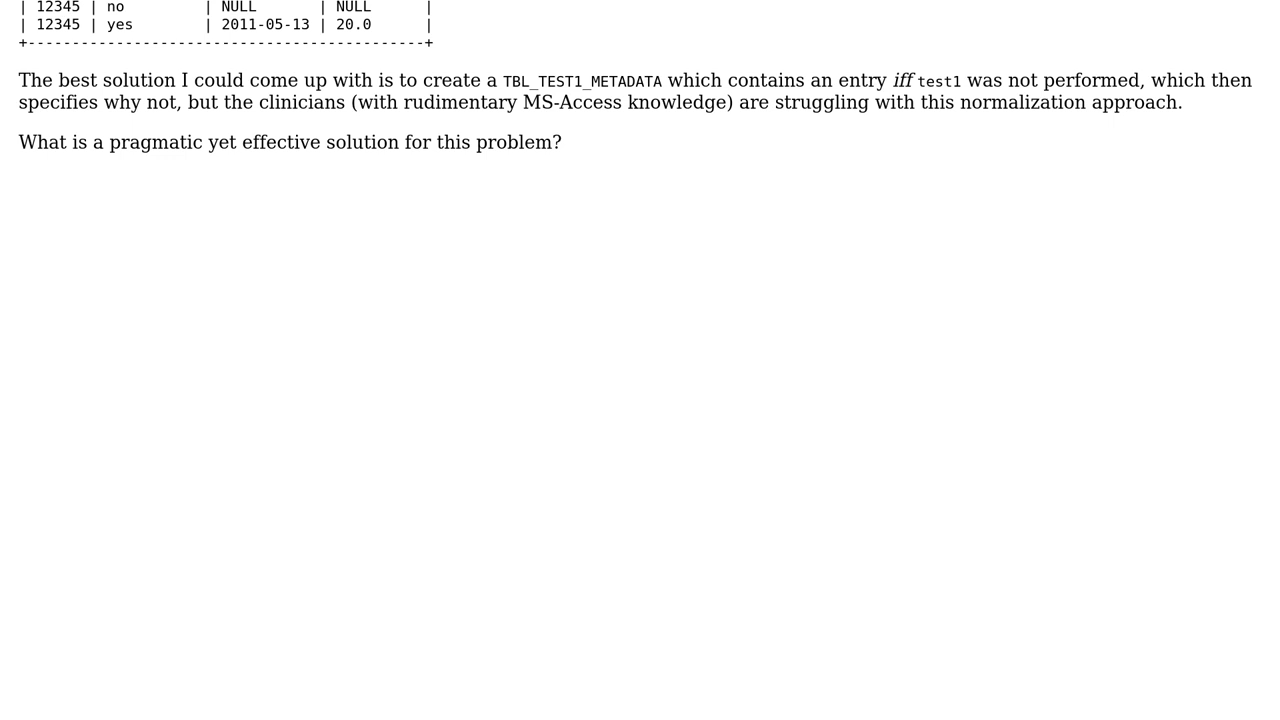 | 12345 | no         | NULL       | NULL      |
| 12345 | yes        | 2011-05-13 | 20.0      |
+---------------------------------------------+
The best solution I could come up with is to create a TBL_TEST1_METADATA which contains an entry iff test1 was not performed, which then
specifies why not, but the clinicians (with rudimentary MS-Access knowledge) are struggling with this normalization approach.
What is a pragmatic yet effective solution for this problem?